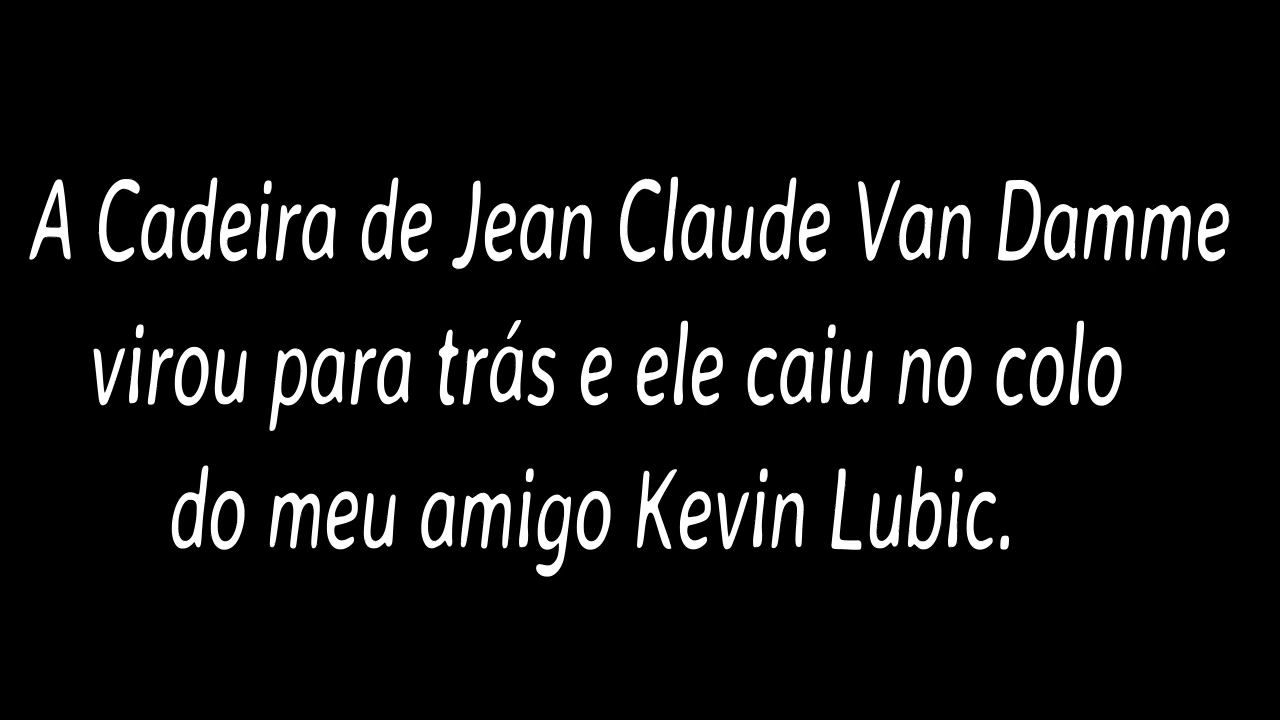 A Cadeira de Jean Claude Van Damme
virou para trás e ele caiu no colo
do meu amigo Kevin Lubic.